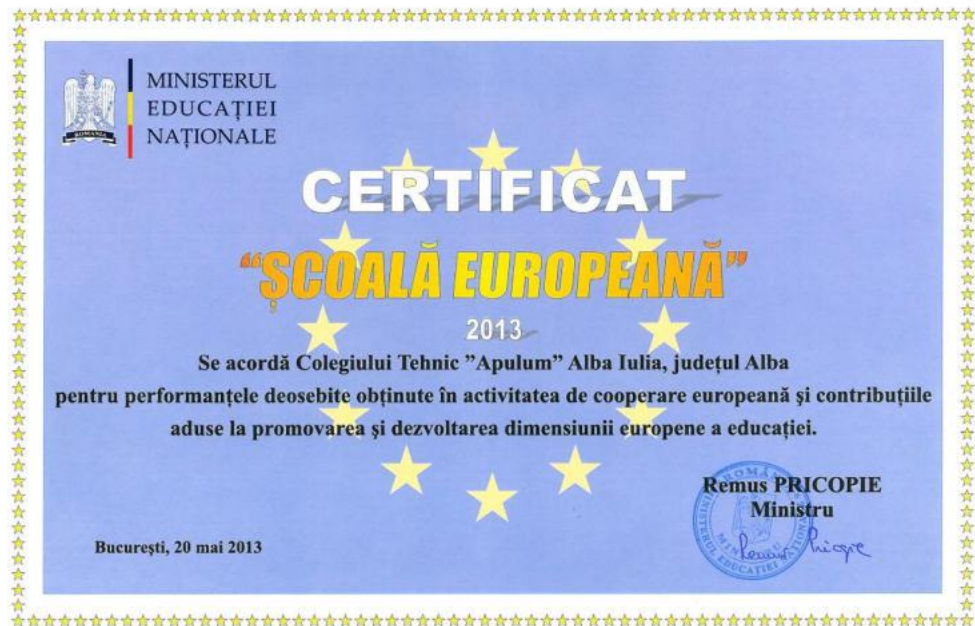 MINISTERUL
EDUCAȚIEI
NAȚIONALE
ROMANIA
CERTIFICAT
“ȘCOALĂ EUROPEANĂ”
2013
Se acordă Colegiului Tehnic ”Apulum” Alba Iulia, județul Alba
pentru performanțele deosebite obținute în activitatea de cooperare europeană și contribuțiile
aduse la promovarea și dezvoltarea dimensiunii europene a educației.
Remus PRICOPIE
Ministru
București, 20 mai 2013